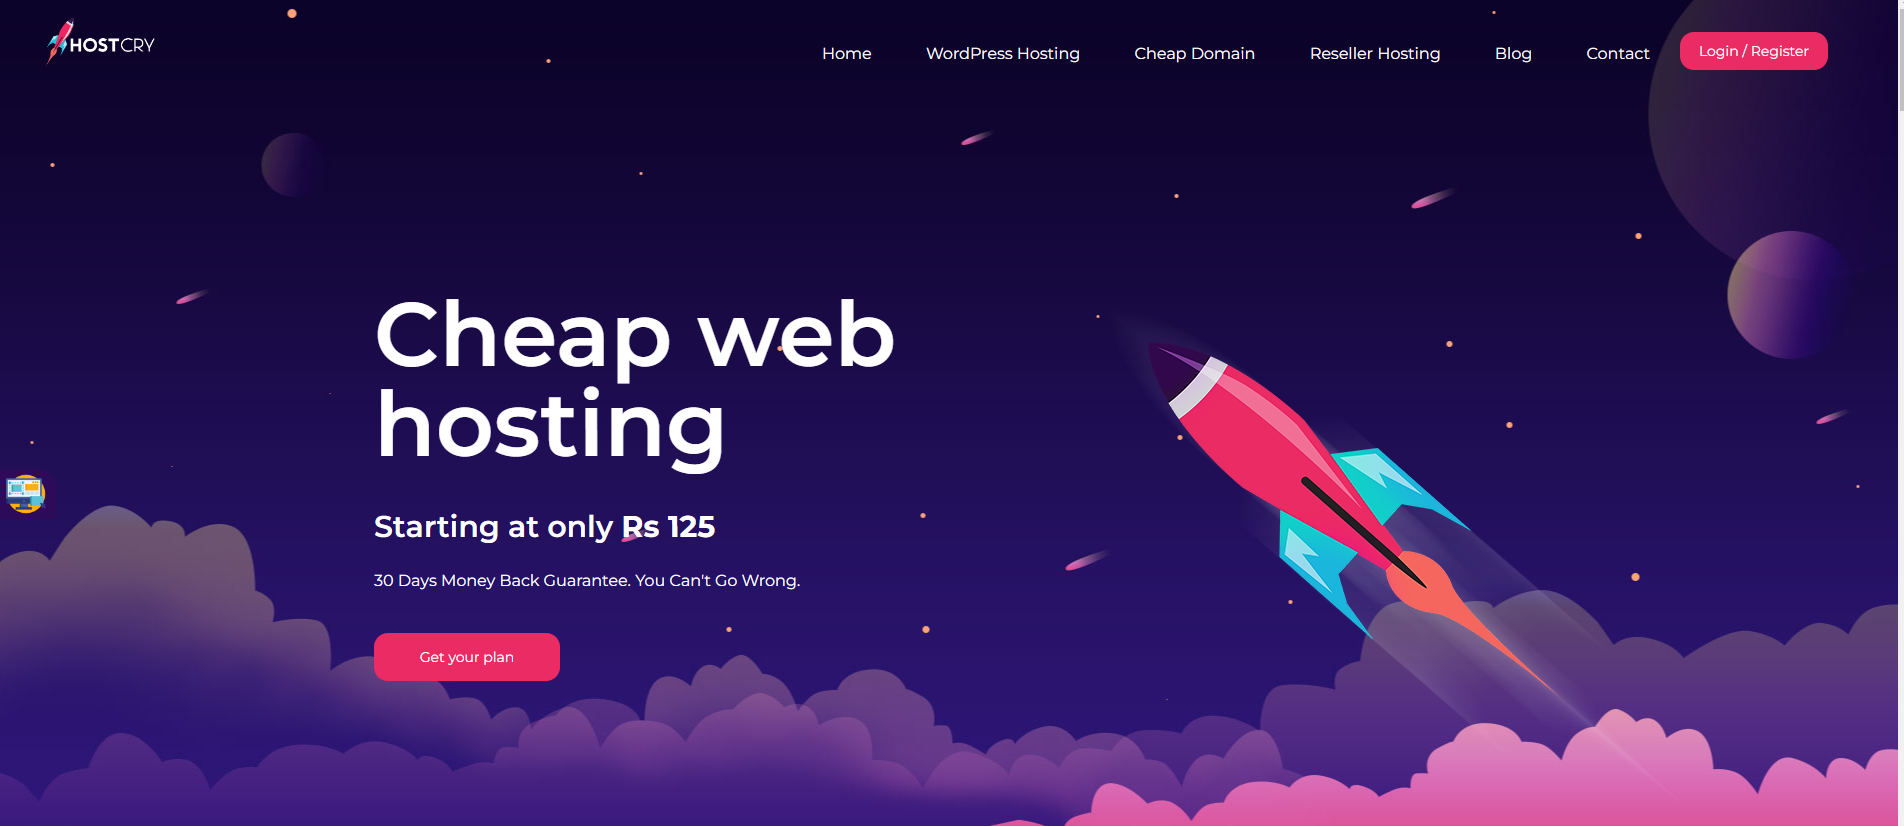 HOSTCRY
Home WordPress Hosting Cheap Domain Reseller Hosting Blog Contact Login / Register
Cheap web
hosting
Starting at only Rs 125
30 Days Money Back Guarantee. You Can't Go Wrong.
Get your plan